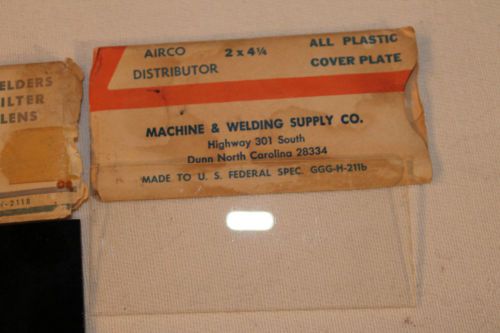 AIRCO 2 x 4¼ ALL PLASTIC
DISTRIBUTOR COVER PLATE
MACHINE & WELDING SUPPLY CO.
Highway 301 South
Dunn North Carolina 28334
MADE TO U. S. FEDERAL SPEC. GGG-H-211b
ELDERS
ILTER
LENS